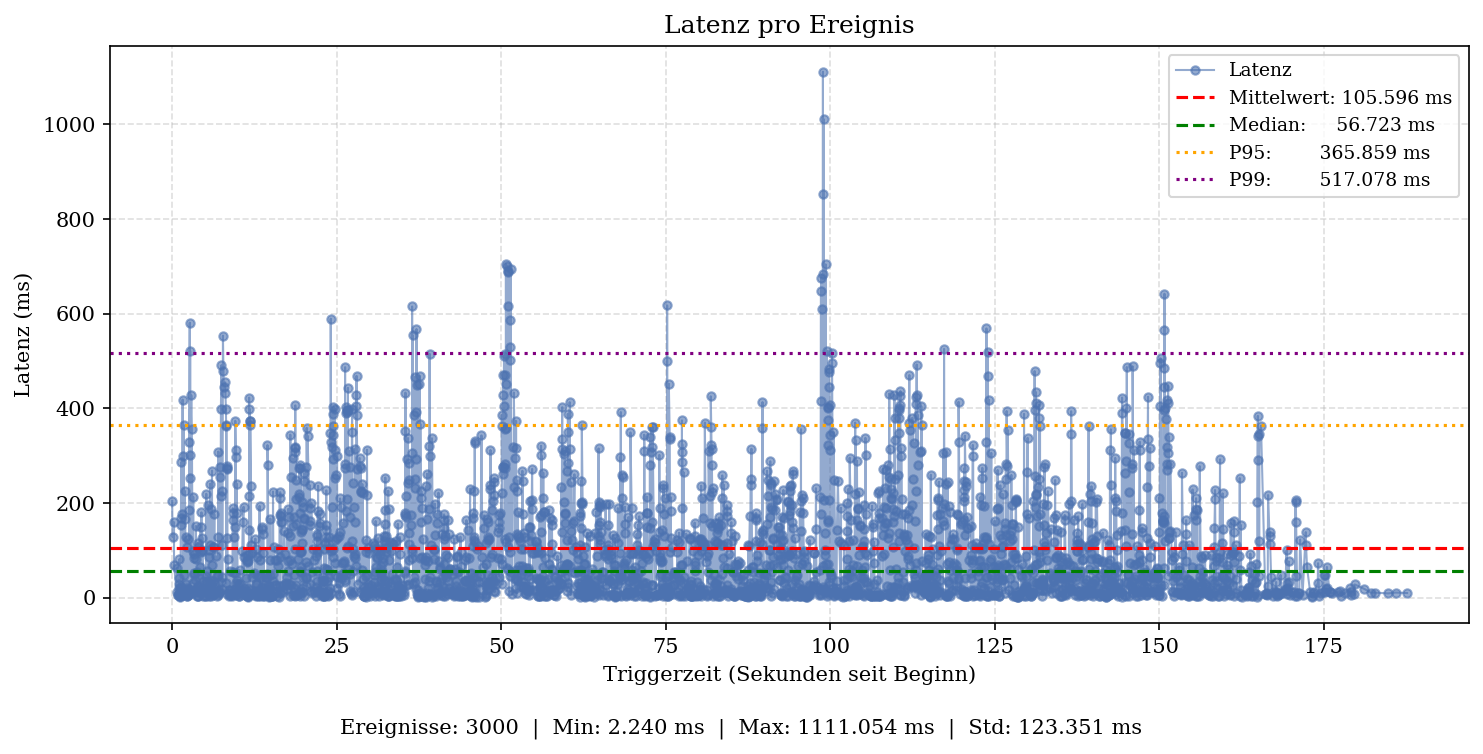 Latenz pro Ereignis
Latenz (ms)
1000
800
600
400
200
0
Latenz
Mittelwert: 105.596 ms
Median: 56.723 ms
P95: 365.859 ms
P99: 517.078 ms
0 25 50 75 100 125 150 175
Triggerzeit (Sekunden seit Beginn)
Ereignisse: 3000 | Min: 2.240 ms | Max: 1111.054 ms | Std: 123.351 ms